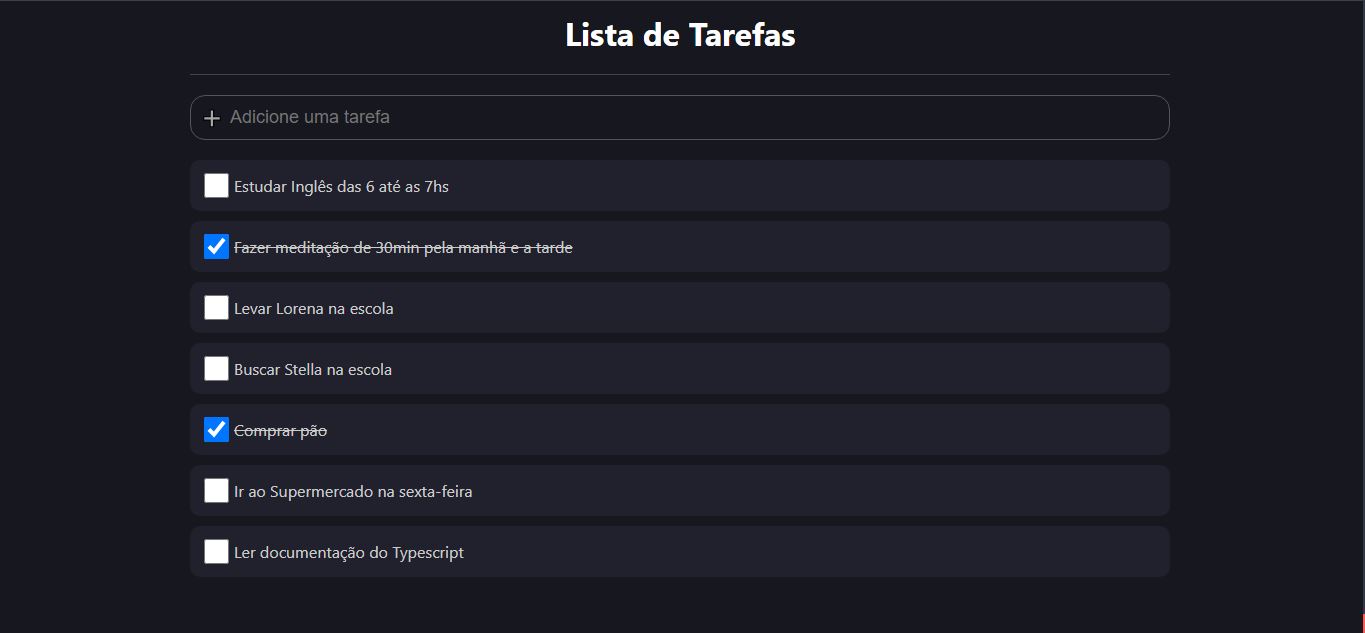 Lista de Tarefas
Adicione uma tarefa
Estudar Inglês das 6 até as 7hs
Fazer meditação de 30min pela manhã e a tarde
Levar Lorena na escola
Buscar Stella na escola
Comprar pão
Ir ao Supermercado na sexta-feira
Ler documentação do Typescript